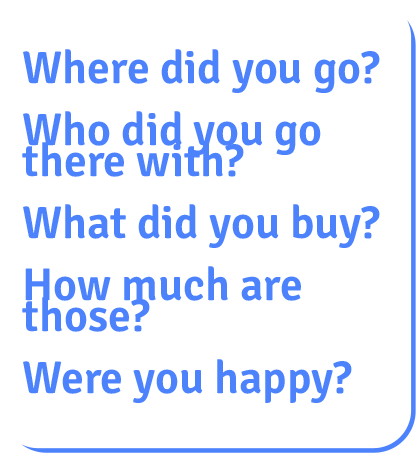 Where did you go?
Who did you go
there with?
What did you buy?
How much are
those?
Were you happy?